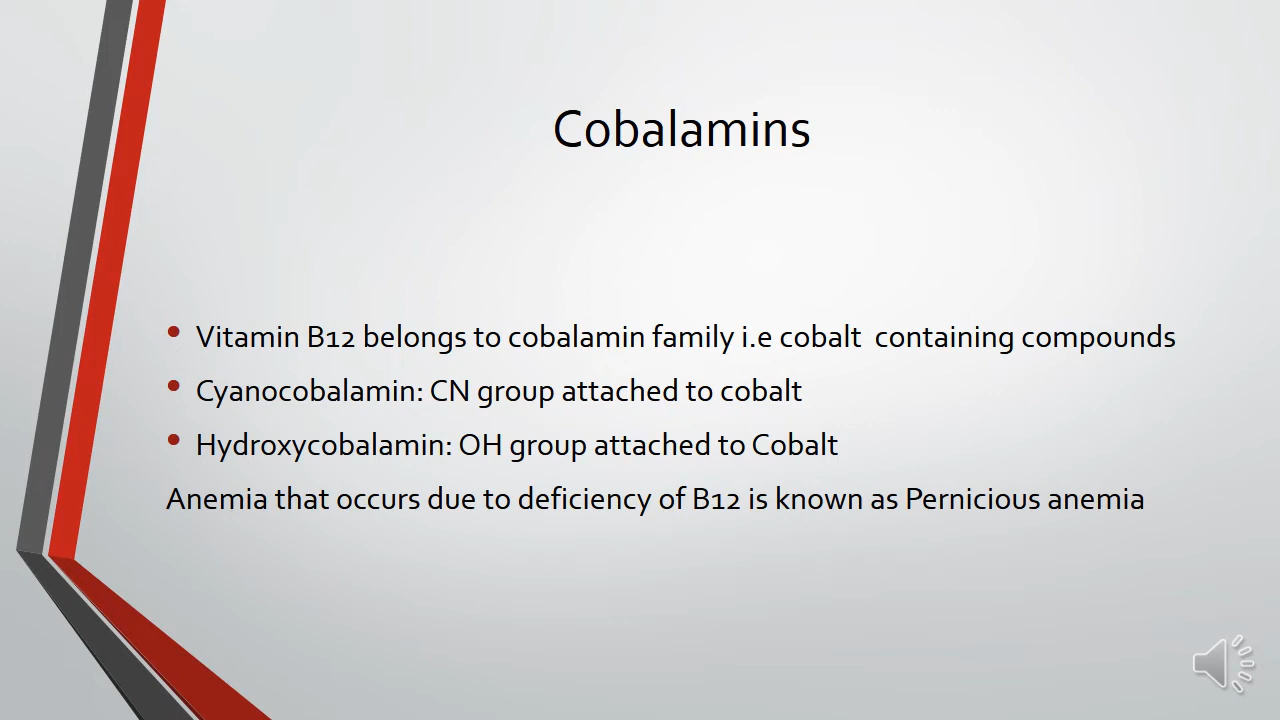 Cobalamins
• Vitamin B12 belongs to cobalamin family i.e cobalt  containing compounds
• Cyanocobalamin: CN group attached to cobalt
• Hydroxycobalamin: OH group attached to Cobalt
Anemia that occurs due to deficiency of B12 is known as Pernicious anemia